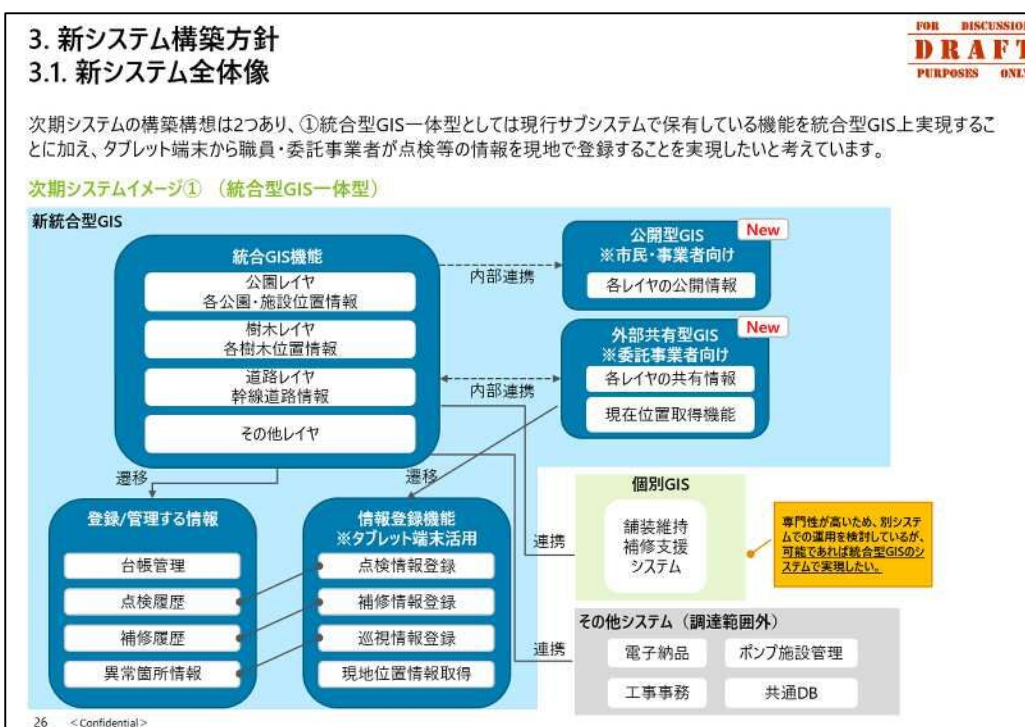 3. 新システム構築方針
3.1. 新システム全体像
FOR DISCUSSION
DRAFT
PURPOSES ONLY
次期システムの構築構想は2つあり、①統合型GIS一体型としては現行サブシステムで保有している機能を統合型GIS上実現するこ
とに加え、タブレット端末から職員・委託事業者が点検等の情報を現地で登録することを実現したいと考えています。
次期システムイメージ① （統合型GIS一体型）
新統合型GIS
統合GIS機能
公園レイヤ
各公園・施設位置情報
樹木レイヤ
各樹木位置情報
道路レイヤ
幹線道路情報
その他レイヤ
内部連携
公開型GIS
※市民・事業者向け
New
各レイヤの公開情報
内部連携
外部共有型GIS
※委託事業者向け
New
各レイヤの共有情報
現在位置取得機能
遷移
遷移
登録/管理する情報
台帳管理
点検履歴
補修履歴
異常箇所情報
情報登録機能
※タブレット端末活用
点検情報登録
補修情報登録
巡視情報登録
現地位置情報取得
連携
個別GIS
舗装維持
補修支援
システム
専門性が高いため、別システ
ムでの運用を検討しているが、
可能であれば統合型GISのシ
ステムで実現したい。
連携
その他システム（調達範囲外）
電子納品
ポンプ施設管理
工事事務
共通DB
26 <Confidential>